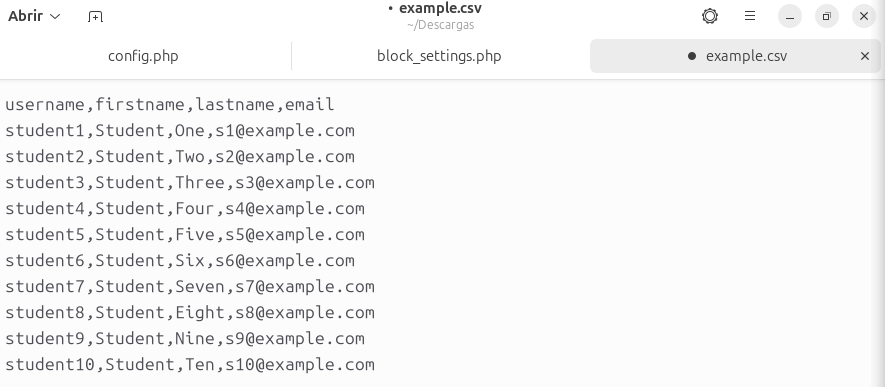 Abrir
• example.csv
~/Descargas
config.php
block_settings.php
● example.csv
username,firstname,lastname,email
student1,Student,One,s1@example.com
student2,Student,Two,s2@example.com
student3,Student,Three,s3@example.com
student4,Student,Four,s4@example.com
student5,Student,Five,s5@example.com
student6,Student,Six,s6@example.com
student7,Student,Seven,s7@example.com
student8,Student,Eight,s8@example.com
student9,Student,Nine,s9@example.com
student10,Student,Ten,s10@example.com